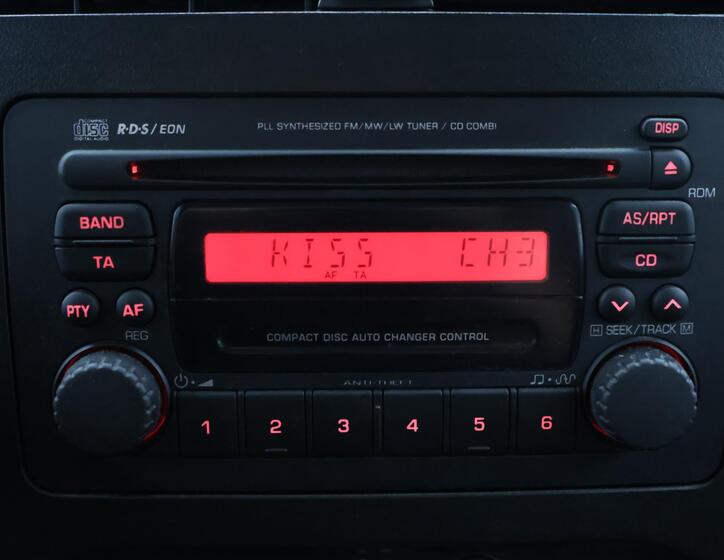 COMPACT
disc
DIGITAL AUDIO
R·D·S / EON
PLL SYNTHESIZED FM/MW/LW TUNER / CD COMBI
DISP
RDM
BAND
AS/RPT
TA
CD
KISS CH3
AF TA
PTY
AF
REG
COMPACT DISC AUTO CHANGER CONTROL
H SEEK/TRACK M
ANTI-THEFT
1
2
3
4
5
6